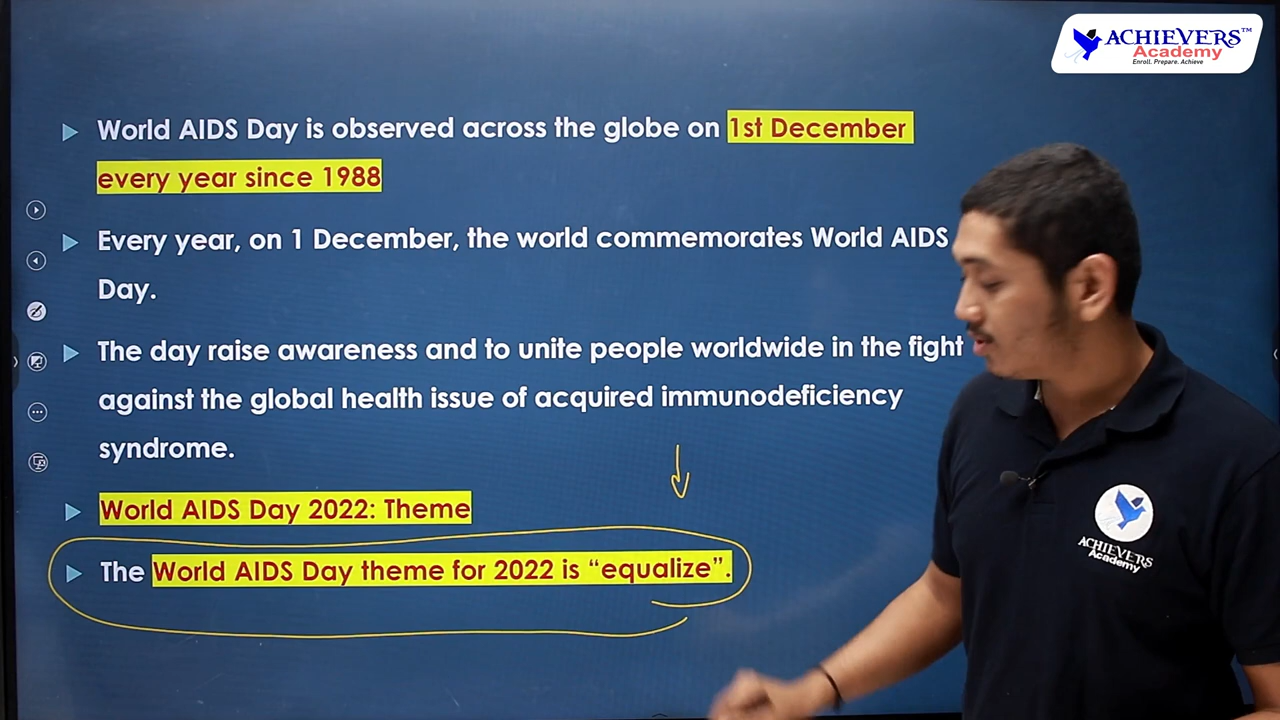 ACHIEVERS™
Academy
Enroll. Prepare. Achieve
World AIDS Day is observed across the globe on 1st December
every year since 1988
Every year, on 1 December, the world commemorates World AIDS
Day.
The day raise awareness and to unite people worldwide in the fight
against the global health issue of acquired immunodeficiency
syndrome.
World AIDS Day 2022: Theme
The World AIDS Day theme for 2022 is “equalize”.
ACHIEVERS
Academy